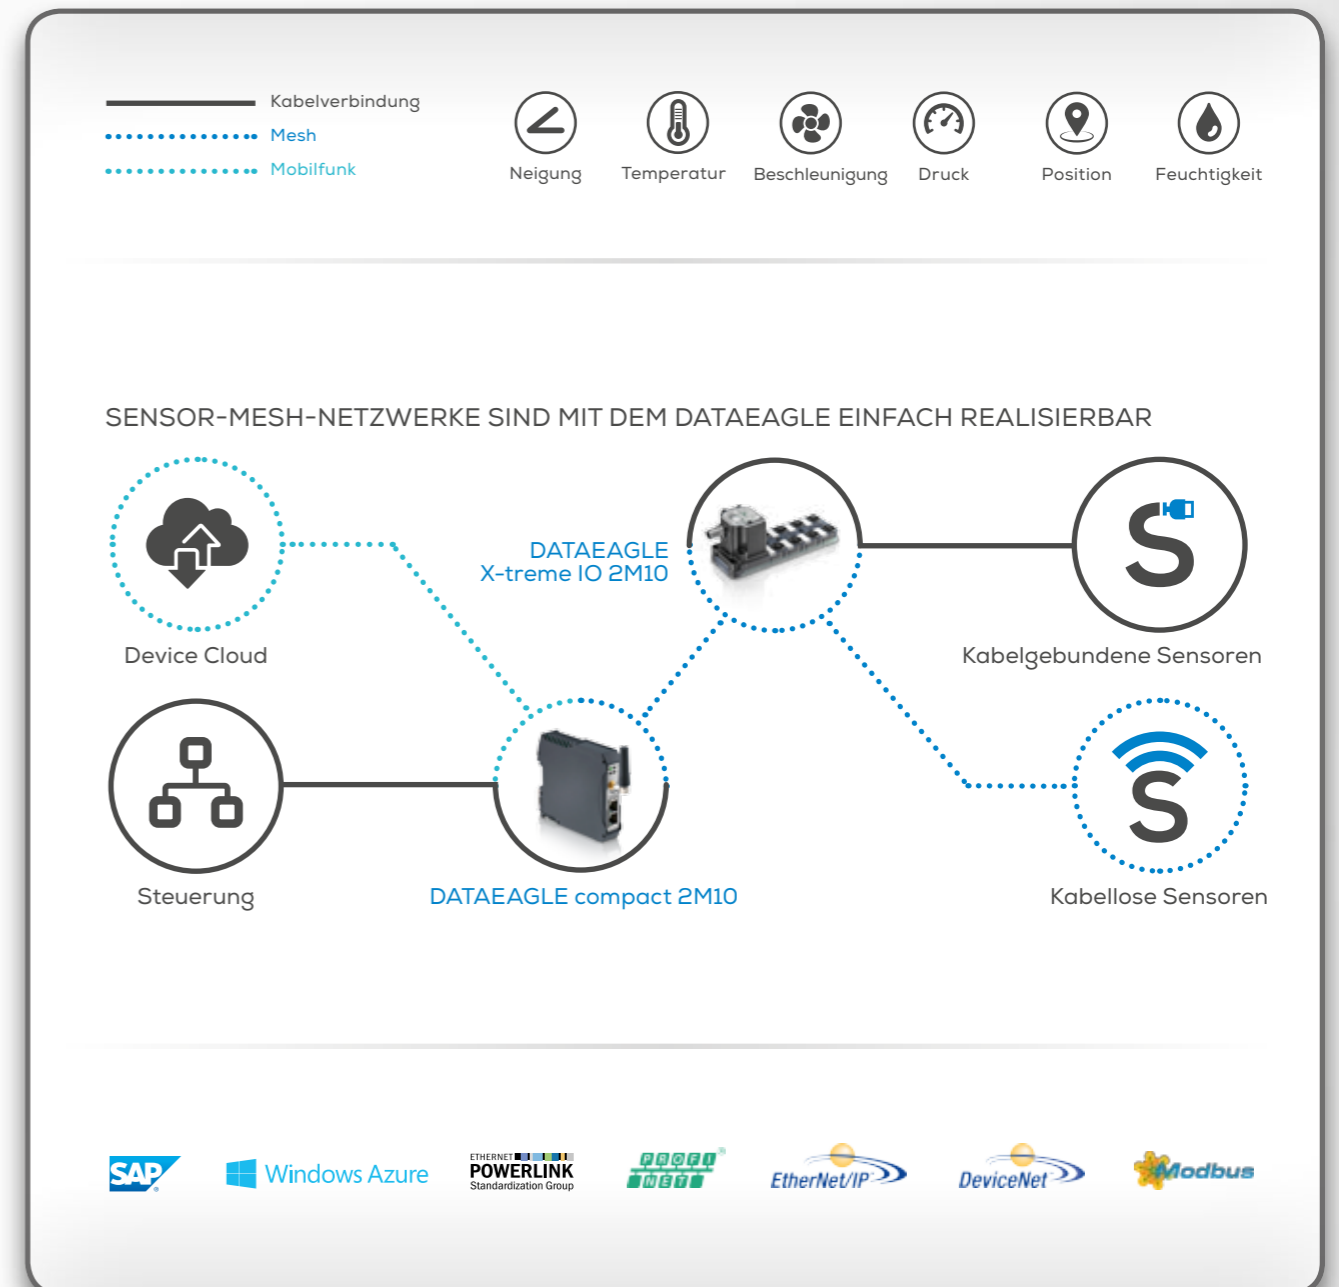 Kabelverbindung
Mesh
Mobilfunk
Neigung
Temperatur
Beschleunigung
Druck
Position
Feuchtigkeit
SENSOR-MESH-NETZWERKE SIND MIT DEM DATAEAGLE EINFACH REALISIERBAR
DATAEAGLE
X-treme IO 2M10
S
Device Cloud
Kabelgebundene Sensoren
S
Steuerung
DATAEAGLE compact 2M10
Kabellose Sensoren
SAP
Windows Azure
ETHERNET
POWERLINK
Standardization Group
PROFI
NET
EtherNet/IP
DeviceNet
Modbus